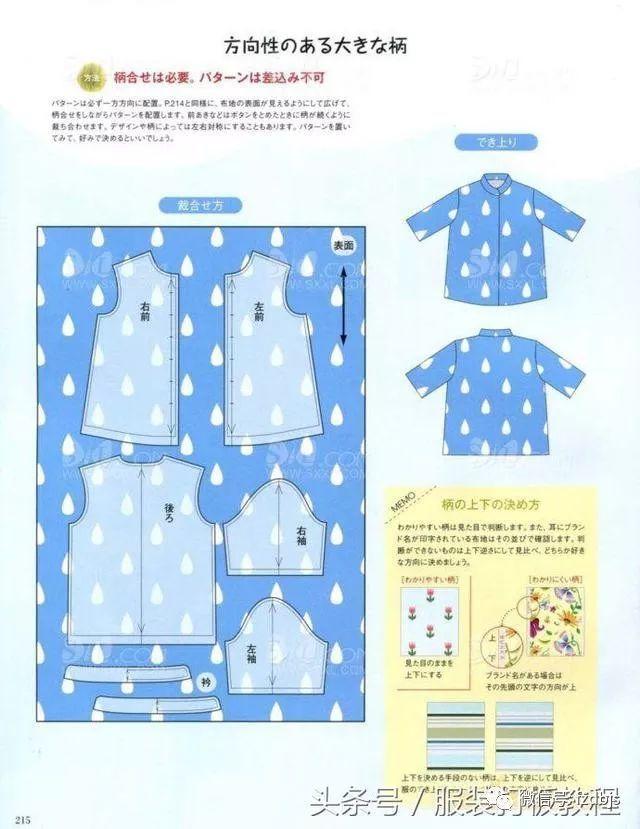 方向性のある大きな柄
方法
柄合せは必要。パターンは差込み不可
パターンは必ず一方方向に配置。P.214と同様に、布地の表面が見えるようにして広げて、
柄合せをしながらパターンを配置します。前あきなどはボタンをとめたときに柄が続くように
裁ち合わせます。デザインや柄によっては左右対称にすることもあります。パターンを置い
てみて、好みで決めるといいでしょう。
でき上り
裁合せ方
表面
右前
左前
後ろ
右袖
左袖
衿
MEMO
柄の上下の決め方
わかりやすい柄は見た目で判断します。また、耳にブラン
ド名が印字されている布地はその並びで確認します。判
断ができないものは上下逆さにして見比べ、どちらか好き
な方向に決めましょう。
[わかりやすい柄]
[わかりにくい柄]
上
下
見た目のままを
上下にする
ブランド名がある場合は
その先頭の文字の方向が上
上下を決める手段のない柄は、上下を逆にして見比べ、
服の
215
头条号／服装打板教程